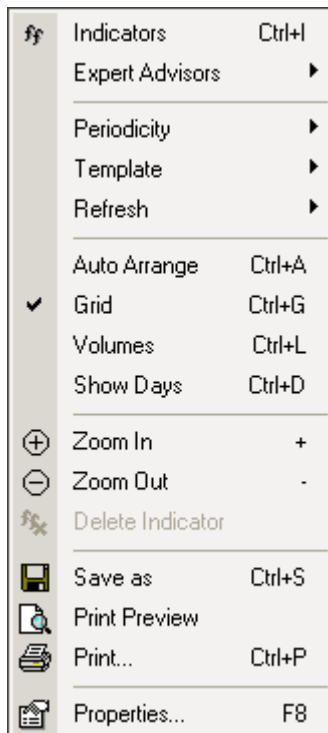 Indicators Ctrl+I
Expert Advisors
Periodicity
Template
Refresh
Auto Arrange Ctrl+A
Grid Ctrl+G
Volumes Ctrl+L
Show Days Ctrl+D
Zoom In +
Zoom Out -
Delete Indicator
Save as Ctrl+S
Print Preview
Print... Ctrl+P
Properties... F8